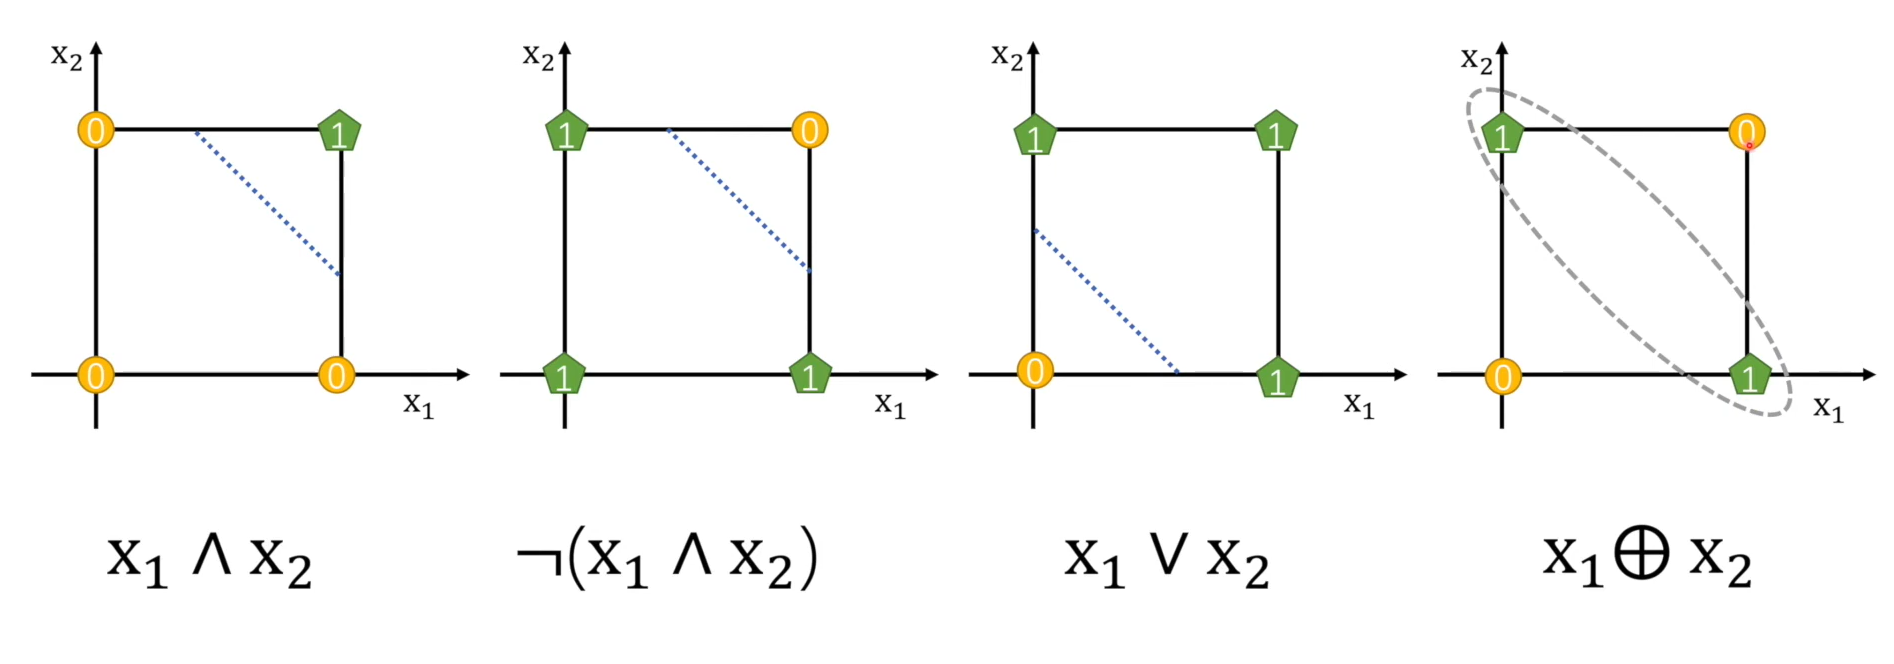 x₂ x₂ x₂ x₂
0 1 1 0 1 1 1 0
0 0 1 1 0 1 0 1
x₁ x₁ x₁ x₁
x₁ ∧ x₂ ¬(x₁ ∧ x₂) x₁ ∨ x₂ x₁ ⊕ x₂